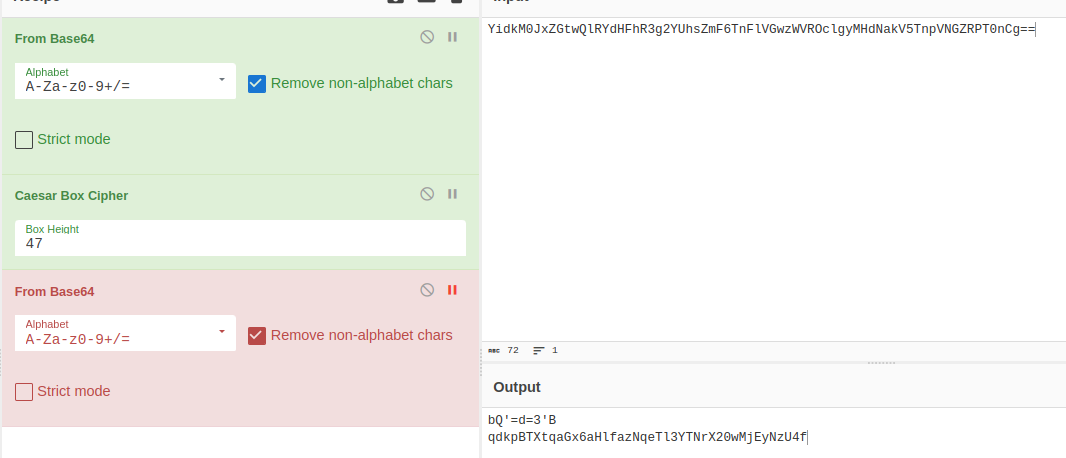 Recipe
Input
From Base64
Alphabet
A-Za-z0-9+/=
Remove non-alphabet chars
Strict mode
Caesar Box Cipher
Box Height
47
From Base64
Alphabet
A-Za-z0-9+/=
Remove non-alphabet chars
Strict mode
YidkM0JxZGtwQlRYdHFhR3g2YUhsZmF6TnFlVGwzWVROclgyMHdNakV5TnpVNGZRPT0nCg==
ABC 72 1
Output
bQ'=d=3'B
qdkpBTXtqaGx6aHlfazNqeTl3YTNrX20wMjEyNzU4f